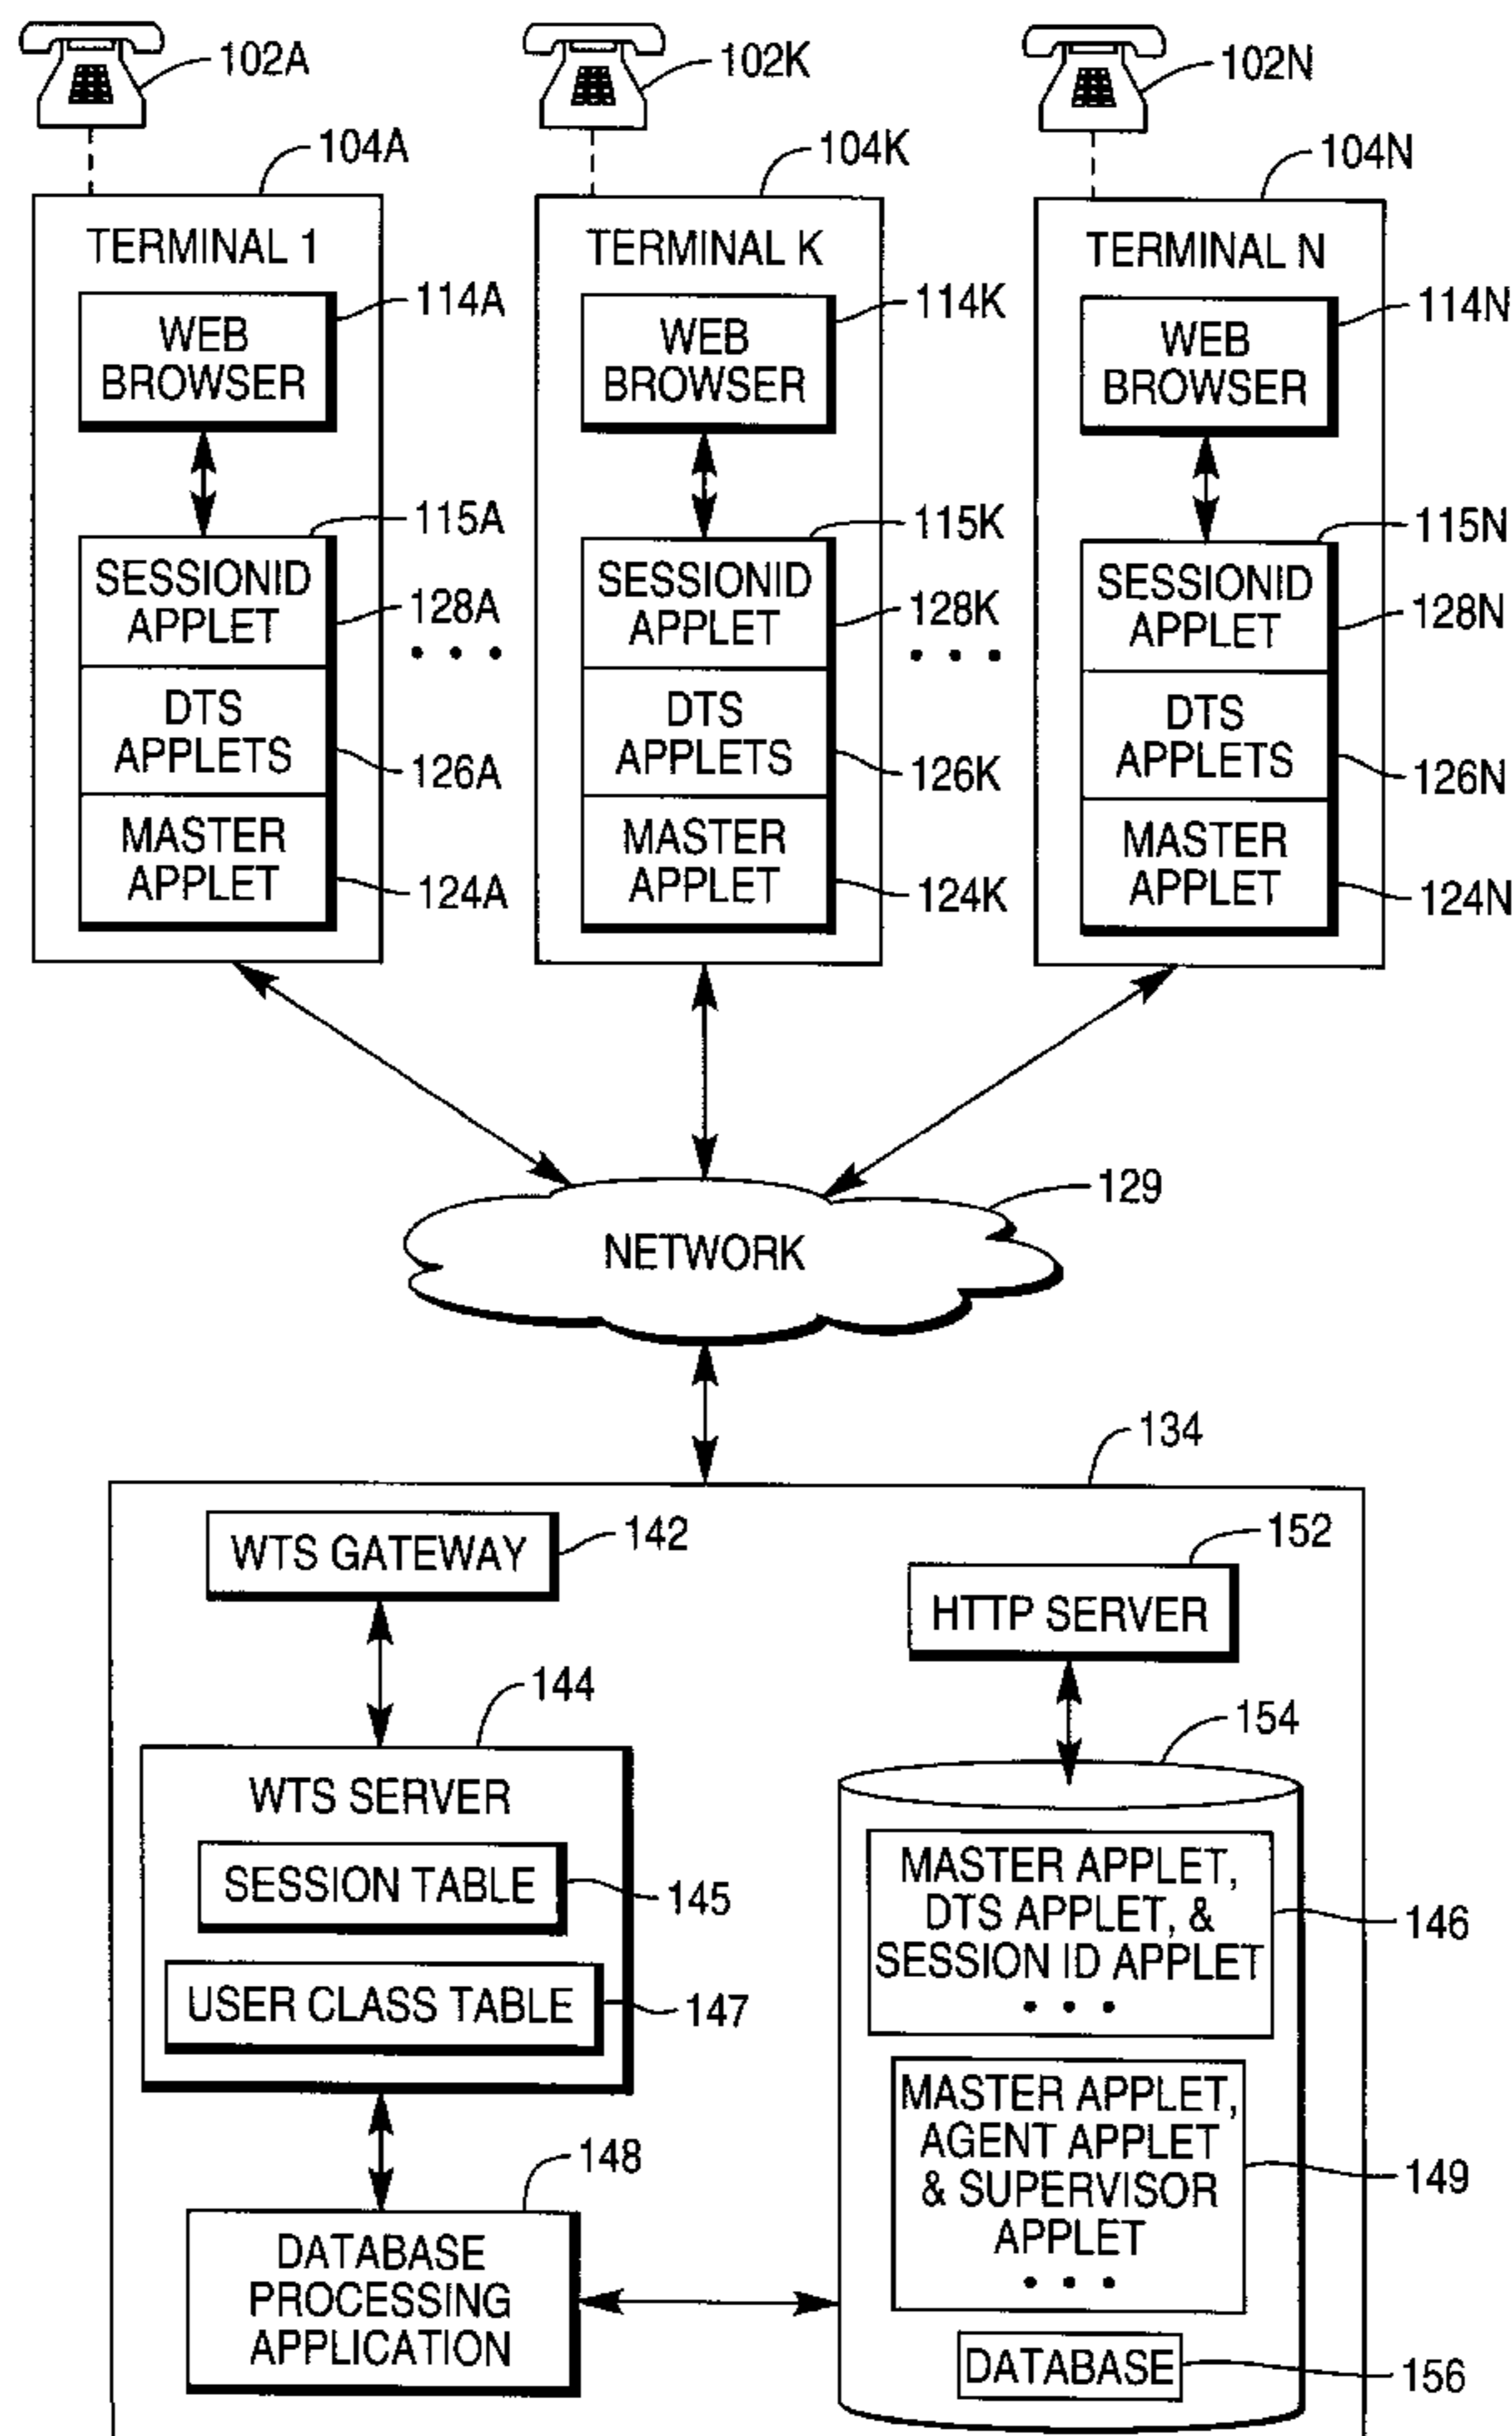 102A
102K
102N
104A
104K
104N
TERMINAL 1
TERMINAL K
TERMINAL N
114A
114K
114N
WEB
BROWSER
WEB
BROWSER
WEB
BROWSER
115A
115K
115N
SESSIONID
APPLET
SESSIONID
APPLET
SESSIONID
APPLET
128A
128K
128N
• • •
• • •
DTS
APPLETS
DTS
APPLETS
DTS
APPLETS
126A
126K
126N
MASTER
APPLET
MASTER
APPLET
MASTER
APPLET
124A
124K
124N
129
NETWORK
134
WTS GATEWAY
142
152
HTTP SERVER
144
154
WTS SERVER
SESSION TABLE
145
USER CLASS TABLE
147
MASTER APPLET,
DTS APPLET, &
SESSION ID APPLET
• • •
146
MASTER APPLET,
AGENT APPLET
& SUPERVISOR
APPLET
• • •
149
148
DATABASE
PROCESSING
APPLICATION
DATABASE
156